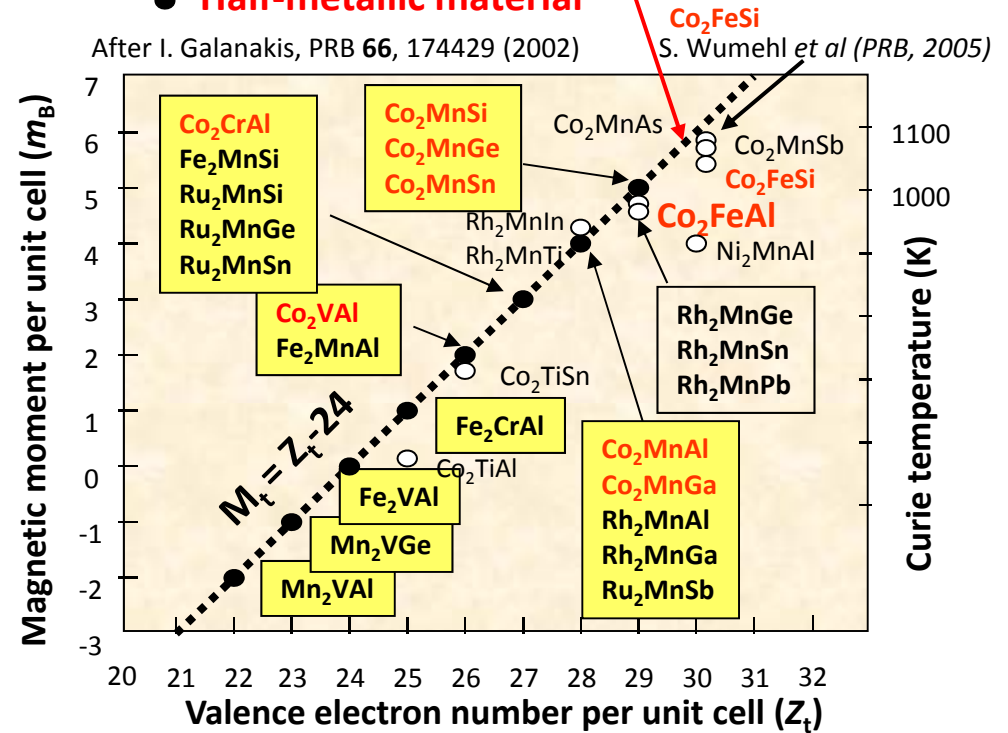 ● Half-metallic material
Co₂FeSi
After I. Galanakis, PRB 66, 174429 (2002)
S. Wumehl et al (PRB, 2005)
7
6
5
4
3
2
1
0
-1
-2
-3
Magnetic moment per unit cell (mB)
Co₂CrAl
Fe₂MnSi
Ru₂MnSi
Ru₂MnGe
Ru₂MnSn
Co₂MnSi
Co₂MnGe
Co₂MnSn
Co₂MnAs
Co₂MnSb
Co₂FeSi
Co₂FeAl
Rh₂MnIn
Rh₂MnTi
Ni₂MnAl
Co₂VAl
Fe₂MnAl
Rh₂MnGe
Rh₂MnSn
Rh₂MnPb
Co₂TiSn
Fe₂CrAl
Co₂TiAl
Mt=Zt-24
Fe₂VAl
Mn₂VGe
Mn₂VAl
Co₂MnAl
Co₂MnGa
Rh₂MnAl
Rh₂MnGa
Ru₂MnSb
1100
1000
Curie temperature (K)
20 21 22 23 24 25 26 27 28 29 30 31 32
Valence electron number per unit cell (Zt)